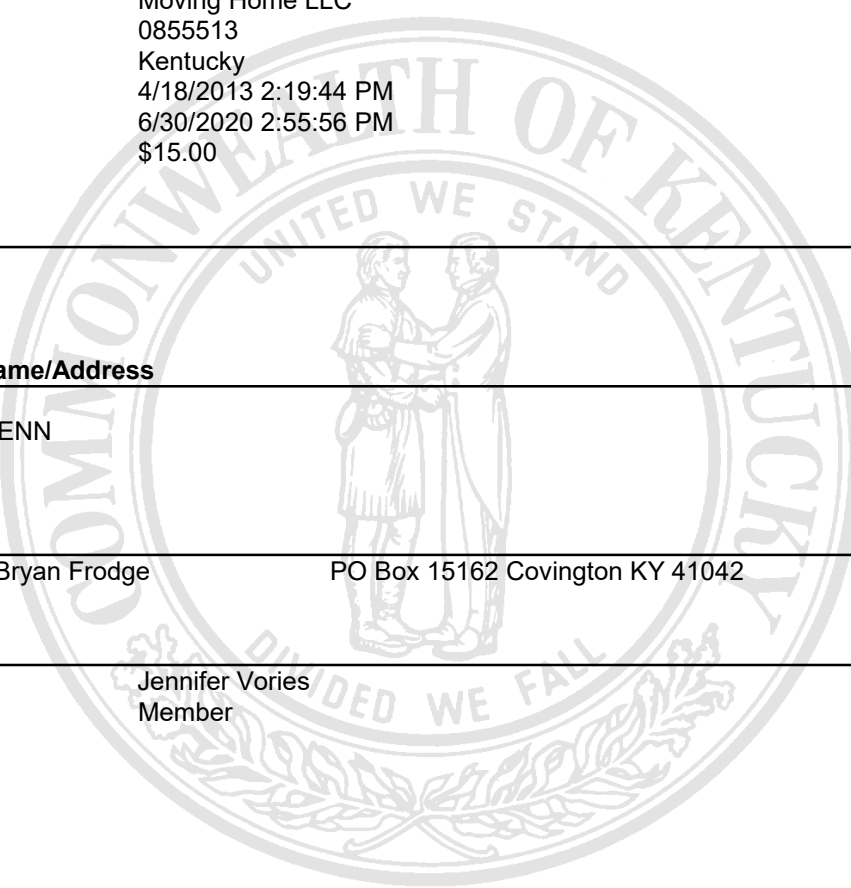 Moving Home LLC
0855513
Kentucky
4/18/2013 2:19:44 PM
6/30/2020 2:55:56 PM
$15.00
ame/Address
ENN
Bryan Frodge PO Box 15162 Covington KY 41042
Jennifer Vories
Member
COMMONWEALTH OF KENTUCKY
UNITED WE STAND
DIVIDED WE FALL